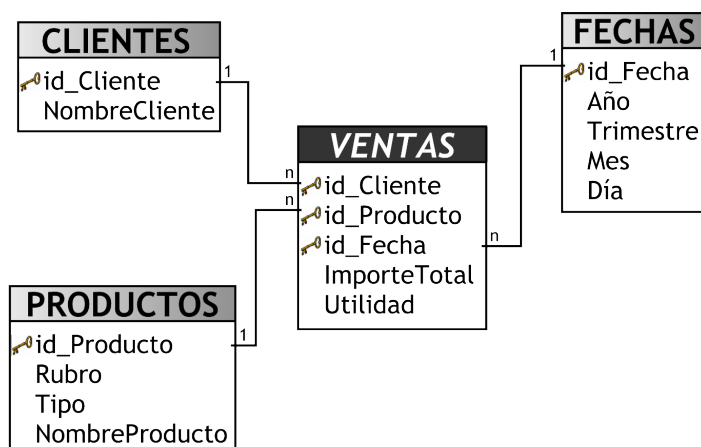 CLIENTES
id_Cliente
NombreCliente
1
FECHAS
1
id_Fecha
Año
Trimestre
Mes
Día
VENTAS
n
id_Cliente
n
id_Producto
id_Fecha
n
ImporteTotal
Utilidad
PRODUCTOS
id_Producto
1
Rubro
Tipo
NombreProducto